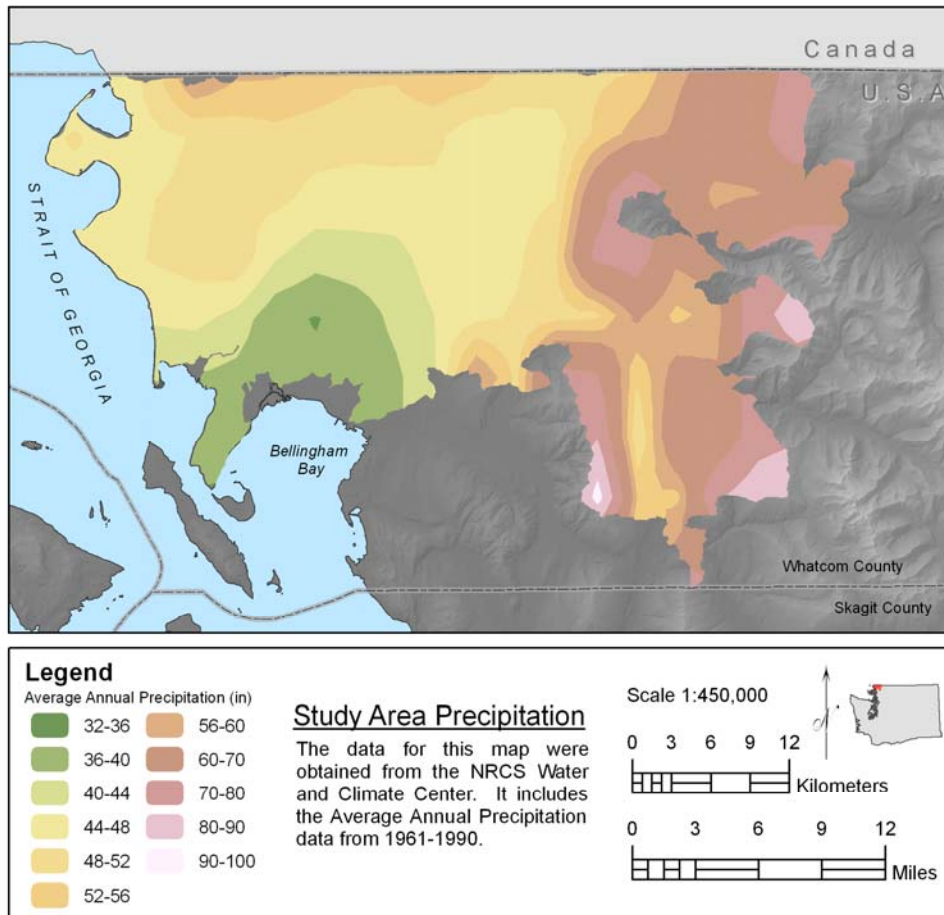 Canada
U.S.A
STRAIT OF GEORGIA
Bellingham
Bay
Whatcom County
Skagit County
Legend
Average Annual Precipitation (in)
32-36
36-40
40-44
44-48
48-52
52-56
56-60
60-70
70-80
80-90
90-100
Study Area Precipitation
The data for this map were
obtained from the NRCS Water
and Climate Center. It includes
the Average Annual Precipitation
data from 1961-1990.
Scale 1:450,000
0 3 6 9 12
Kilometers
0 3 6 9 12
Miles